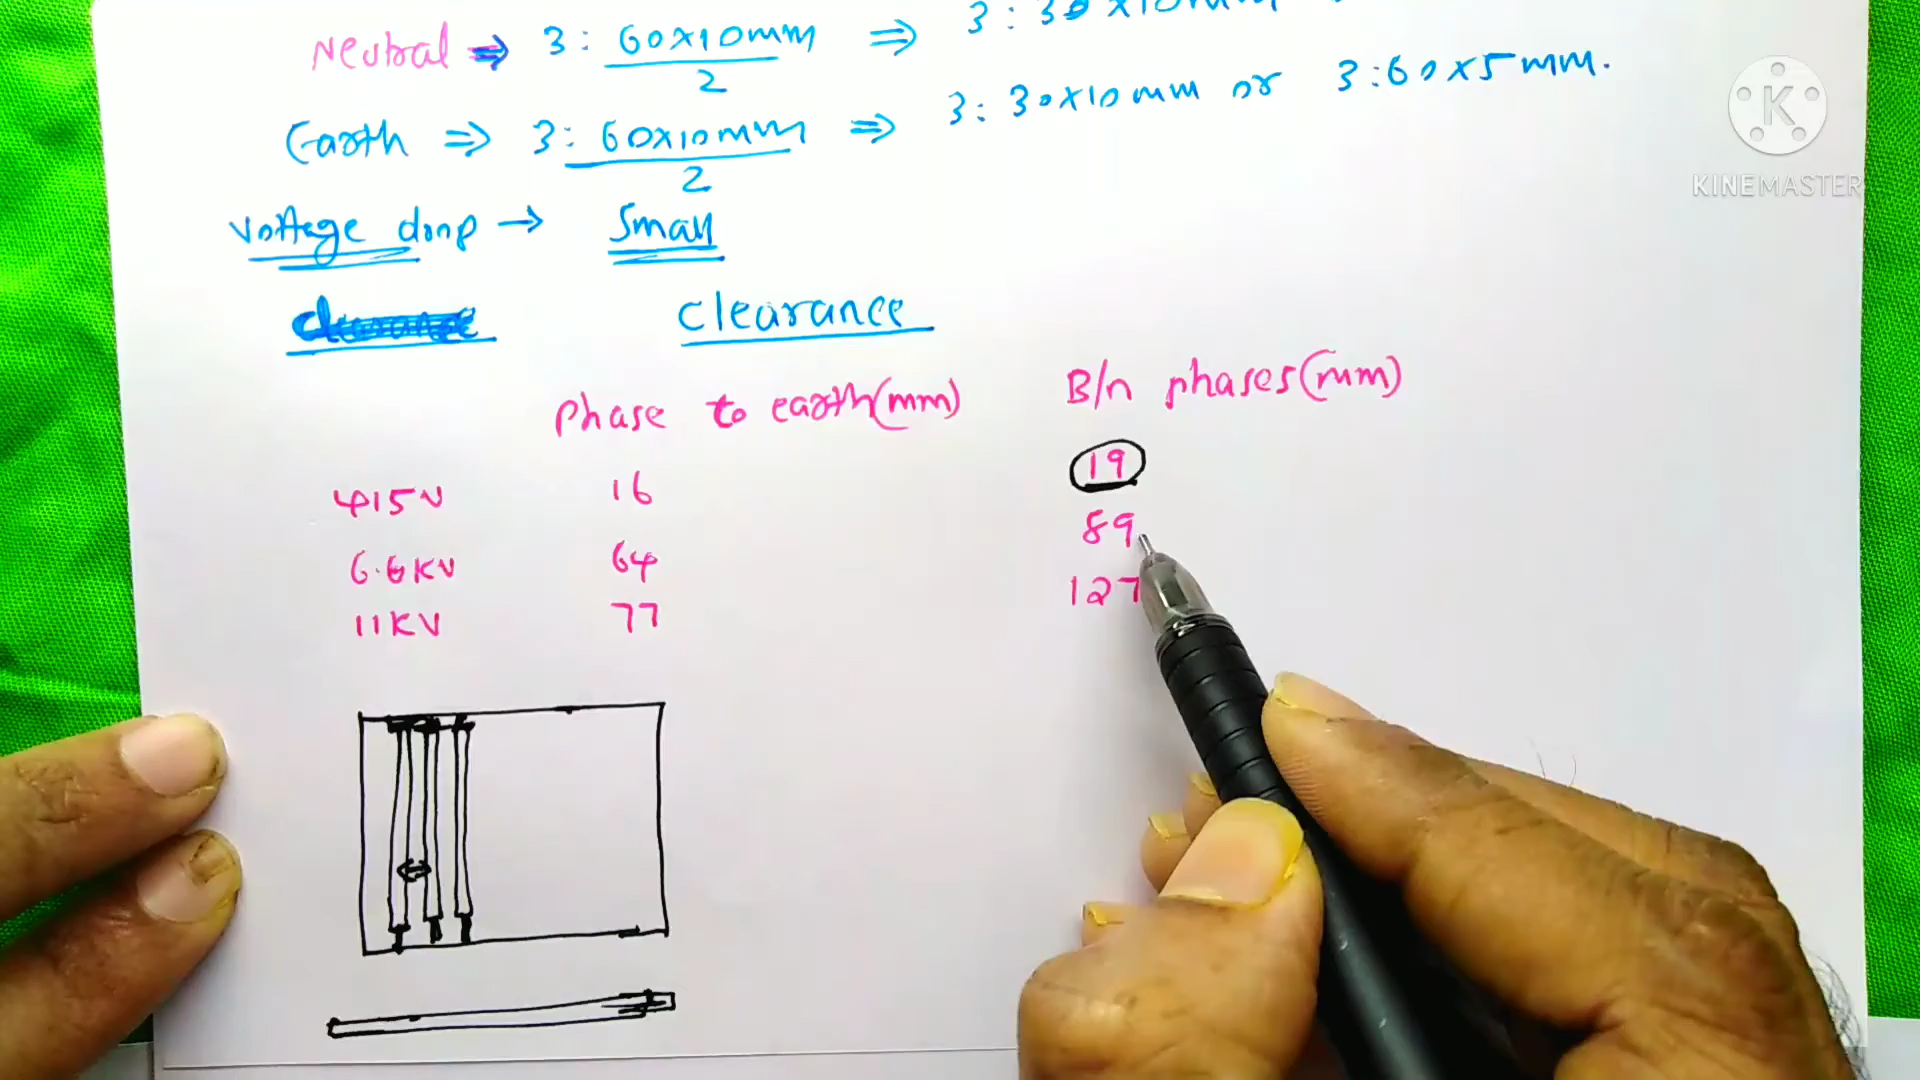 Neutral → 3: 60x10mm ⇒ 3: 30x10mm
2
Earth ⇒ 3: 60x10mm ⇒ 3: 30x10mm or 3:60x5mm.
2
Voltage drop → Small
Clearance
Phase to earth(mm) B/n phases(mm)
415V 16 19
6.6KV 64 89
11KV 77 127
KINEMASTER